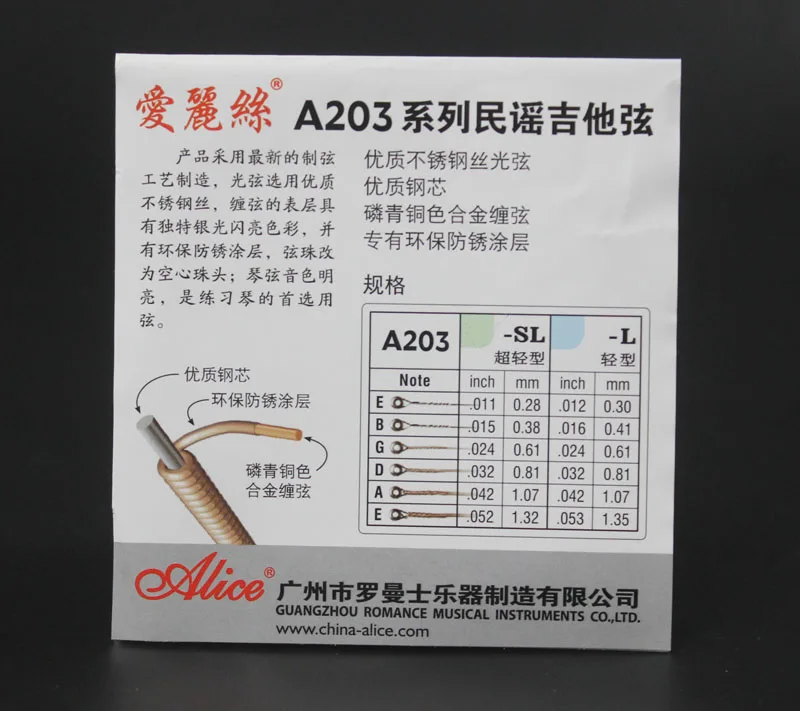 愛麗絲® A203系列民谣吉他弦
产品采用最新的制弦
工艺制造，光弦选用优质
不锈钢丝，缠弦的表层具
有独特银光闪亮色彩，并
有环保防锈涂层，弦珠改
为空心珠头；琴弦音色明
亮，是练习琴的首选用
弦。
优质不锈钢丝光弦
优质钢芯
磷青铜色合金缠弦
专有环保防锈涂层
规格
A203 -SL 超轻型 -L 轻型
Note inch mm inch mm
E .011 0.28 .012 0.30
B .015 0.38 .016 0.41
G .024 0.61 .024 0.61
D .032 0.81 .032 0.81
A .042 1.07 .042 1.07
E .052 1.32 .053 1.35
优质钢芯
环保防锈涂层
磷青铜色
合金缠弦
Alice® 广州市罗曼士乐器制造有限公司
GUANGZHOU ROMANCE MUSICAL INSTRUMENTS CO.,LTD.
www.china-alice.com